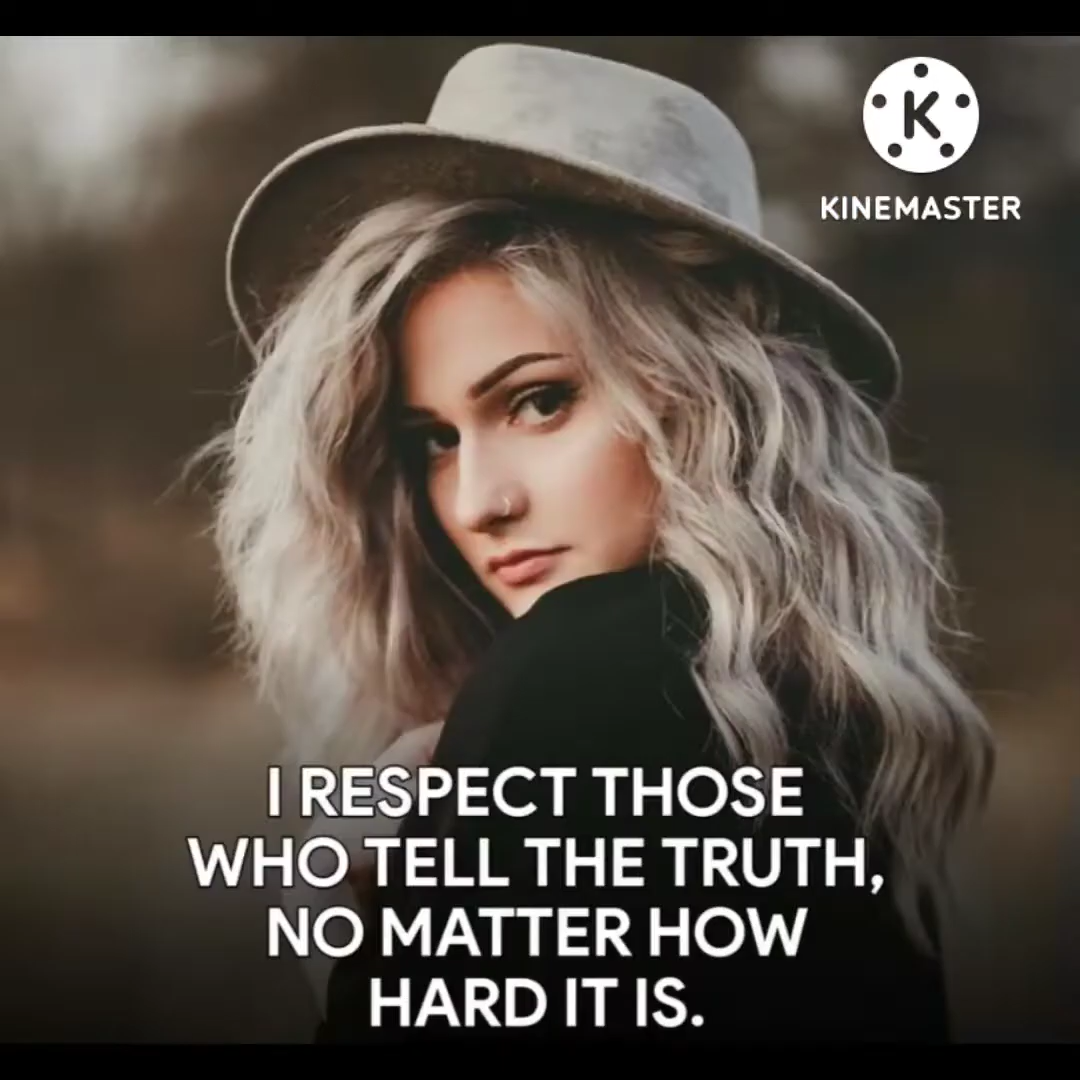 K
KINEMASTER
I RESPECT THOSE
WHO TELL THE TRUTH,
NO MATTER HOW
HARD IT IS.